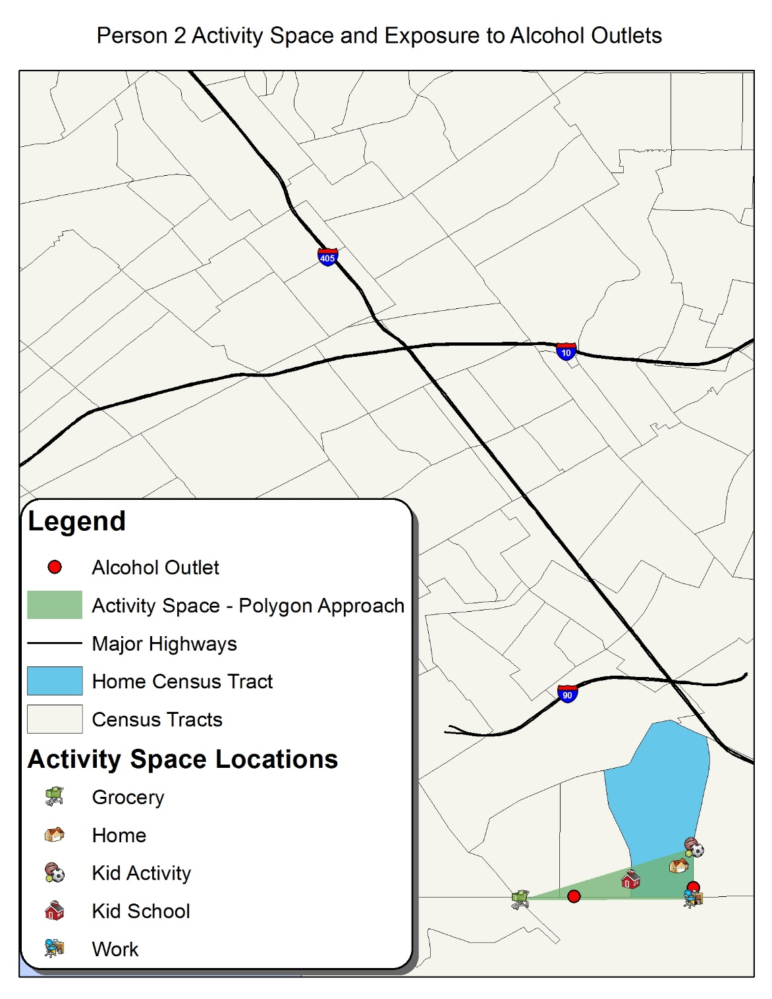 Person 2 Activity Space and Exposure to Alcohol Outlets
405
10
Legend
Alcohol Outlet
Activity Space - Polygon Approach
Major Highways
Home Census Tract
Census Tracts
90
Activity Space Locations
Grocery
Home
Kid Activity
Kid School
Work